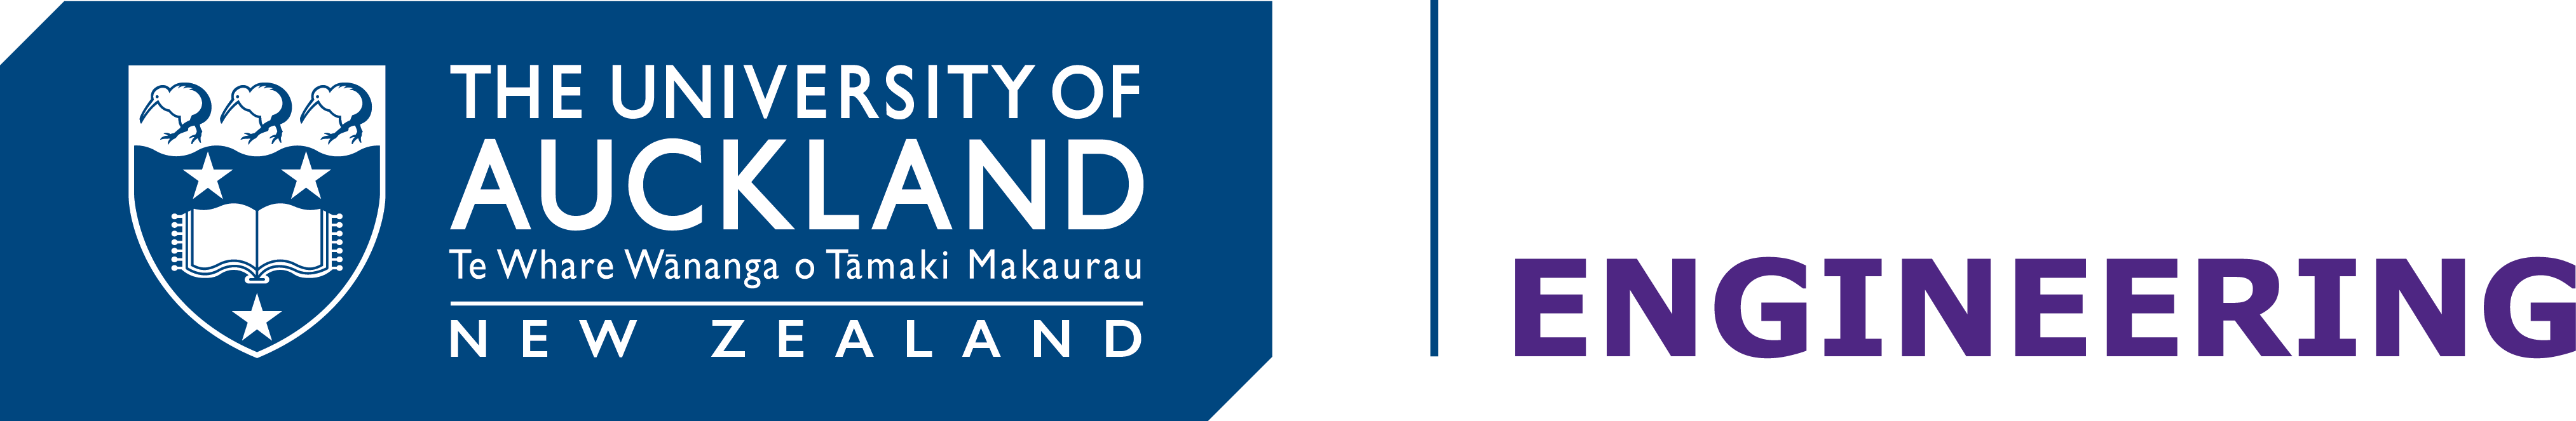 THE UNIVERSITY OF
AUCKLAND
Te Whare Wānanga o Tāmaki Makaurau
NEW ZEALAND
ENGINEERING